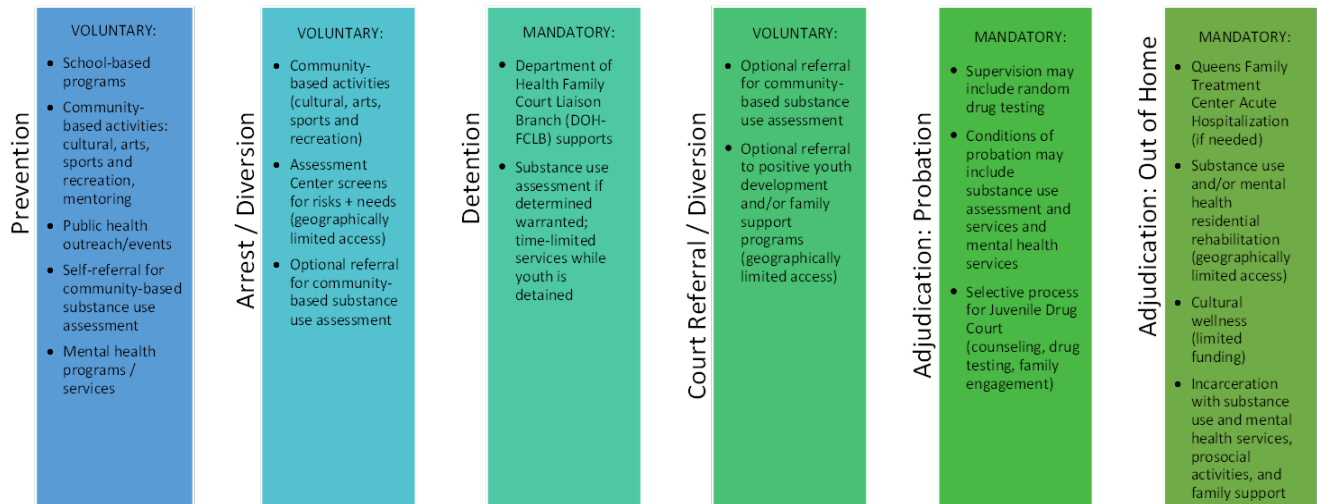 Prevention
VOLUNTARY:
• School-based
programs
• Community-
based activities:
cultural, arts,
sports and
recreation,
mentoring
• Public health
outreach/events
• Self-referral for
community-based
substance use
assessment
• Mental health
programs /
services
Arrest / Diversion
VOLUNTARY:
• Community-
based activities
(cultural, arts,
sports and
recreation)
• Assessment
Center screens
for risks + needs
(geographically
limited access)
• Optional referral
for community-
based substance
use assessment
Detention
MANDATORY:
• Department of
Health Family
Court Liaison
Branch (DOH-
FCLB) supports
• Substance use
assessment if
determined
warranted;
time-limited
services while
youth is
detained
Court Referral / Diversion
VOLUNTARY:
• Optional referral
for community-
based substance
use assessment
• Optional referral
to positive youth
development
and/or family
support
programs
(geographically
limited access)
Adjudication: Probation
MANDATORY:
• Supervision may
include random
drug testing
• Conditions of
probation may
include
substance use
assessment and
services and
mental health
services
• Selective process
for Juvenile Drug
Court
(counseling, drug
testing, family
engagement)
Adjudication: Out of Home
MANDATORY:
• Queens Family
Treatment
Center Acute
Hospitalization
(if needed)
• Substance use
and/or mental
health
residential
rehabilitation
(geographically
limited access)
• Cultural
wellness
(limited
funding)
• Incarceration
with substance
use and mental
health services,
prosocial
activities, and
family support